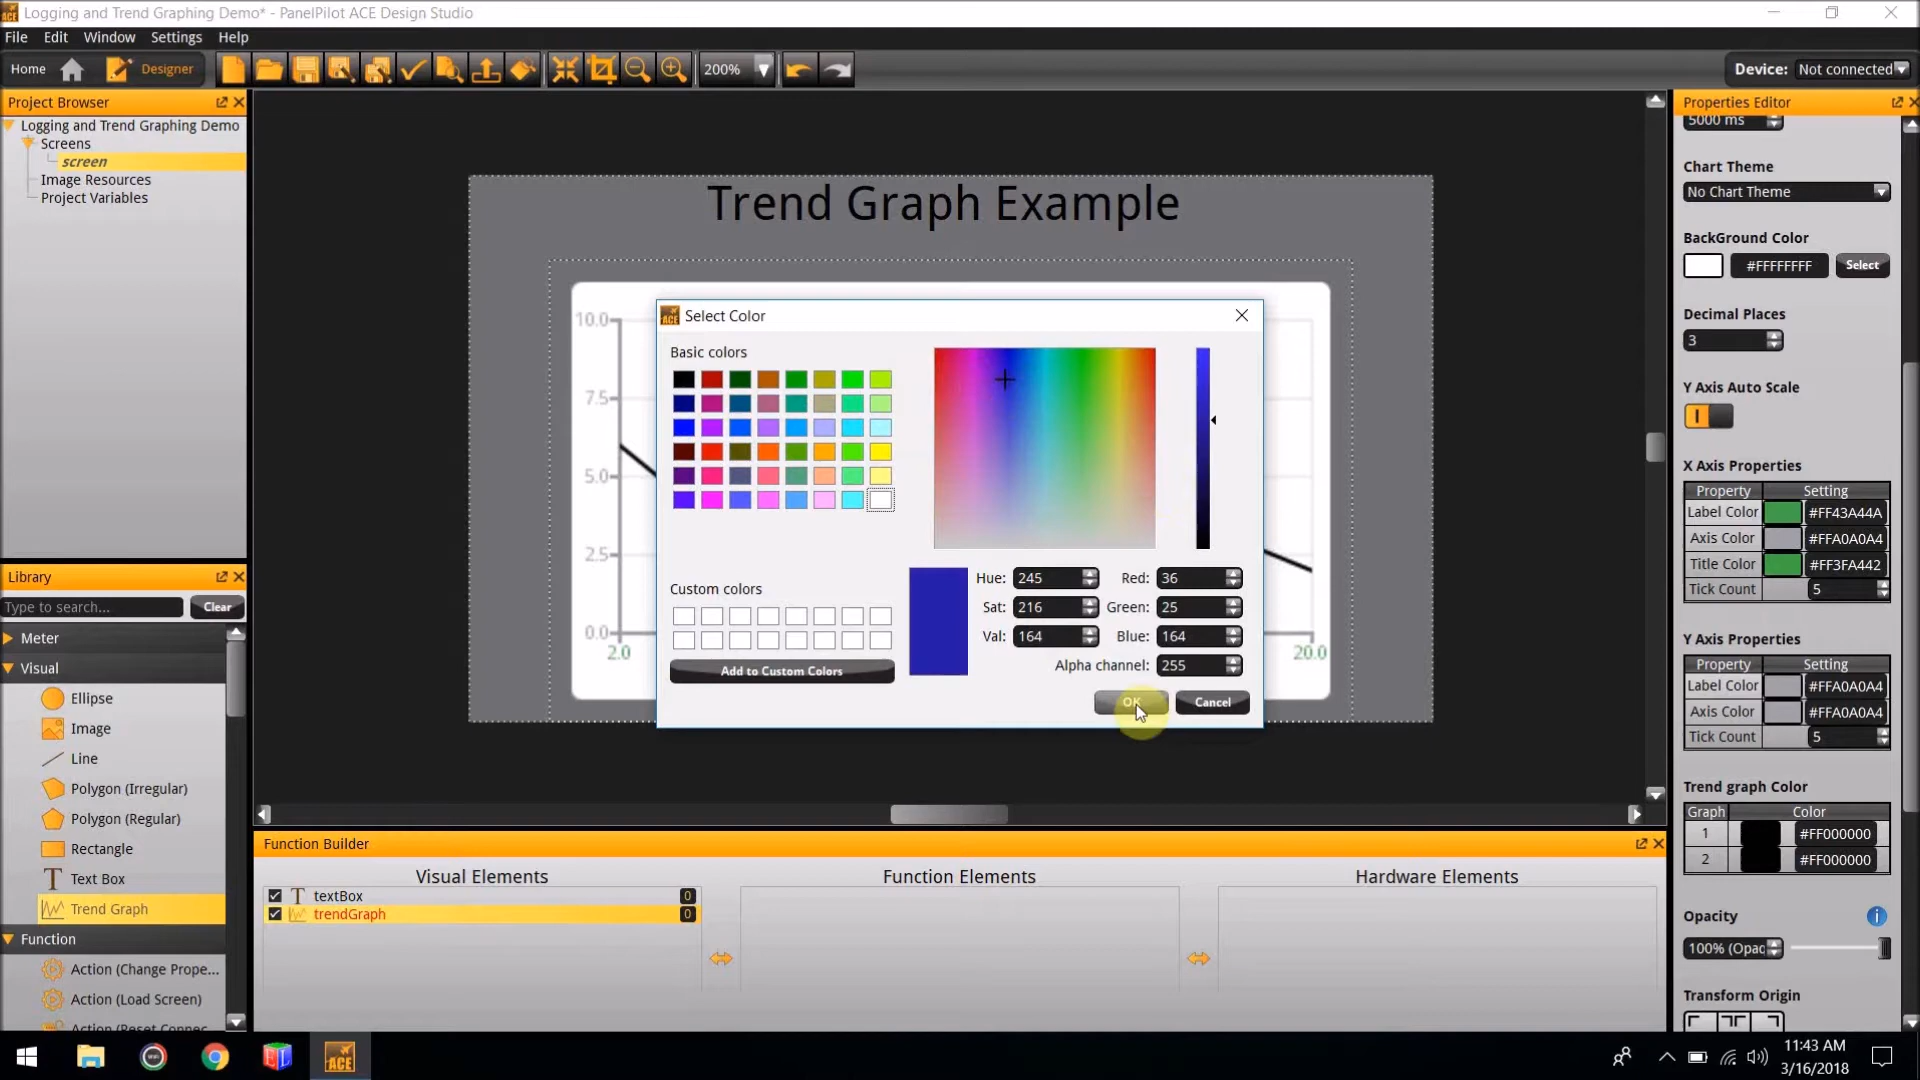 Logging and Trend Graphing Demo* - PanelPilot ACE Design Studio
File Edit Window Settings Help
Home Designer 200% Device: Not connected
Project Browser
Logging and Trend Graphing Demo
Screens
screen
Image Resources
Project Variables
Library
Type to search...
Clear
Meter
Visual
Ellipse
Image
Line
Polygon (Irregular)
Polygon (Regular)
Rectangle
Text Box
Trend Graph
Function
Action (Change Prope...
Action (Load Screen)
Trend Graph Example
10.0
7.5
5.0
2.5
0.0
2.0
20.0
ACE Select Color
Basic colors
Custom colors
Add to Custom Colors
Hue: 245 Red: 36
Sat: 216 Green: 25
Val: 164 Blue: 164
Alpha channel: 255
OK Cancel
Function Builder
Visual Elements Function Elements Hardware Elements
textBox 0
trendGraph 0
Properties Editor
5000 ms
Chart Theme
No Chart Theme
BackGround Color
#FFFFFFFF Select
Decimal Places
3
Y Axis Auto Scale
X Axis Properties
Property Setting
Label Color #FF43A44A
Axis Color #FFA0A0A4
Title Color #FF3FA442
Tick Count 5
Y Axis Properties
Property Setting
Label Color #FFA0A0A4
Axis Color #FFA0A0A4
Tick Count 5
Trend graph Color
Graph Color
1 #FF000000
2 #FF000000
Opacity
100% (Opac
Transform Origin
ACE
11:43 AM
3/16/2018